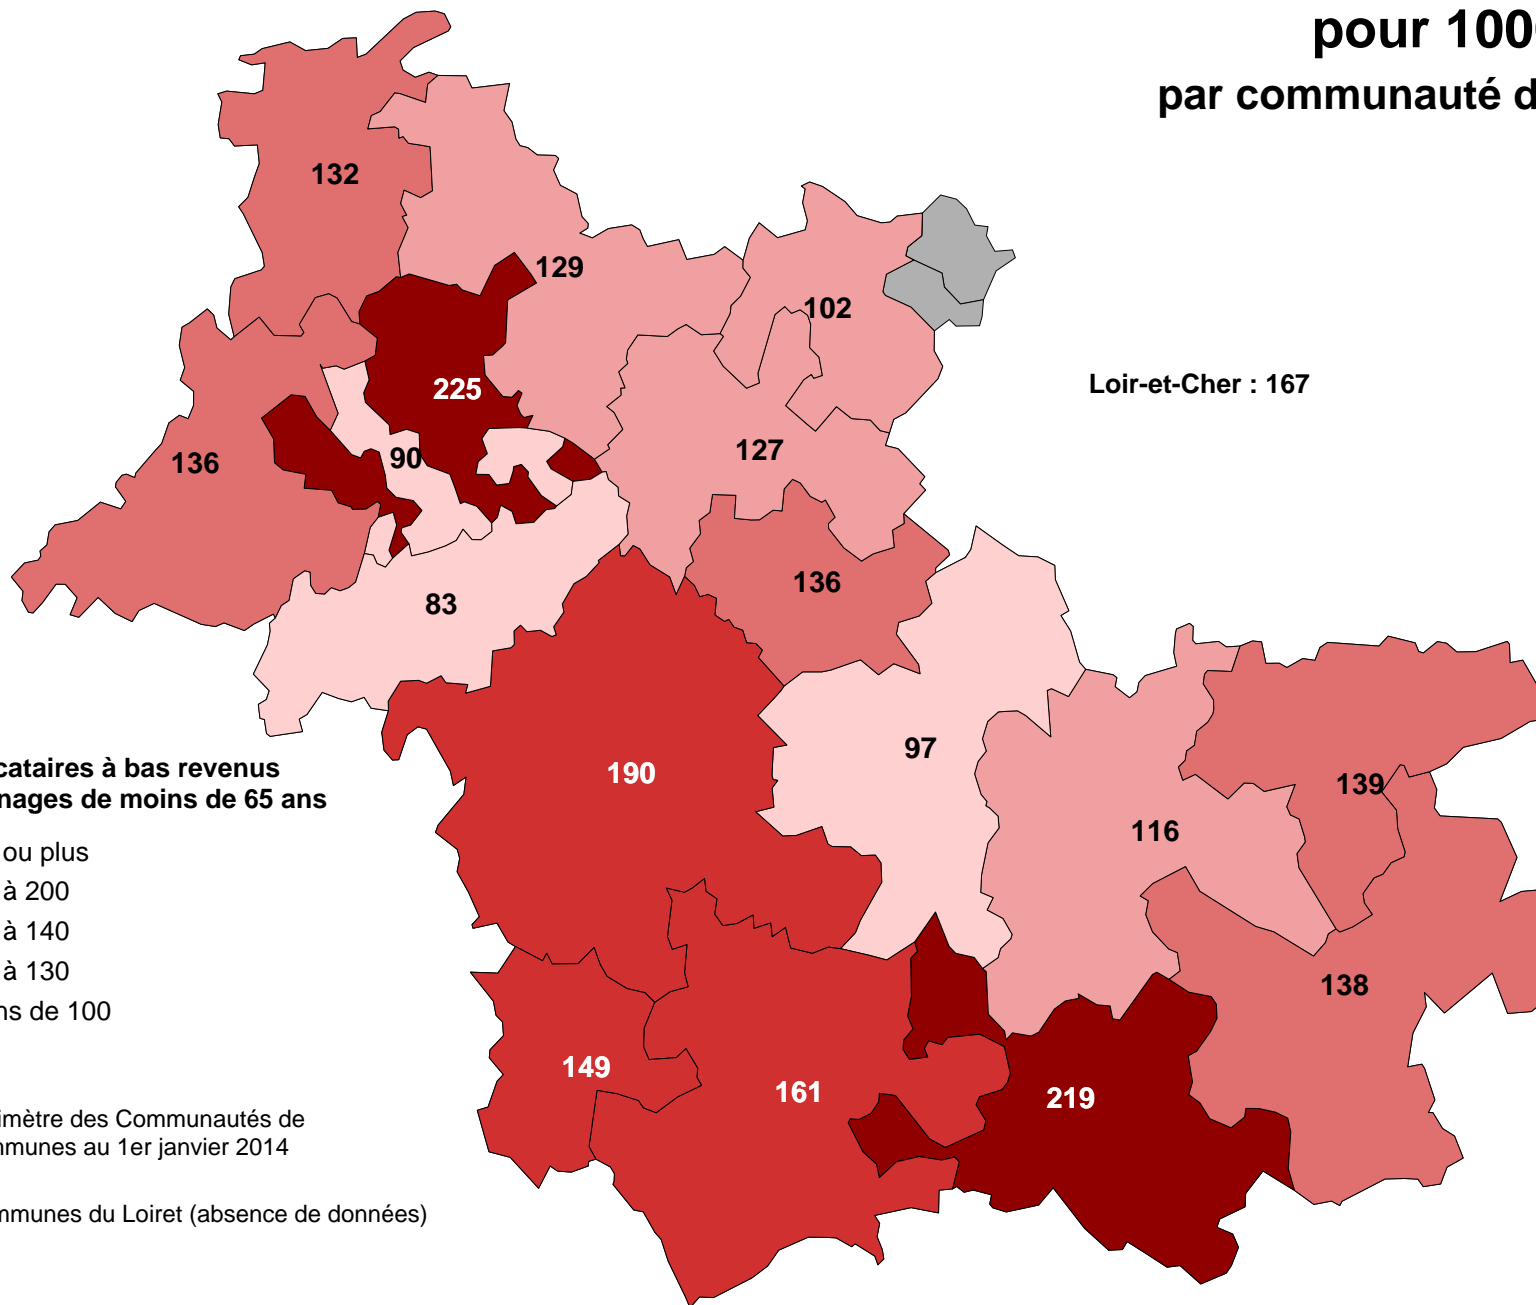 pour 100
par communauté d
132
129
102
225
Loir-et-Cher : 167
136
90
127
136
83
97
190
139
116
138
149
161
219
cataires à bas revenus
nages de moins de 65 ans
ou plus
à 200
à 140
à 130
ns de 100
imètre des Communautés de
mmunes au 1er janvier 2014
mmunes du Loiret (absence de données)